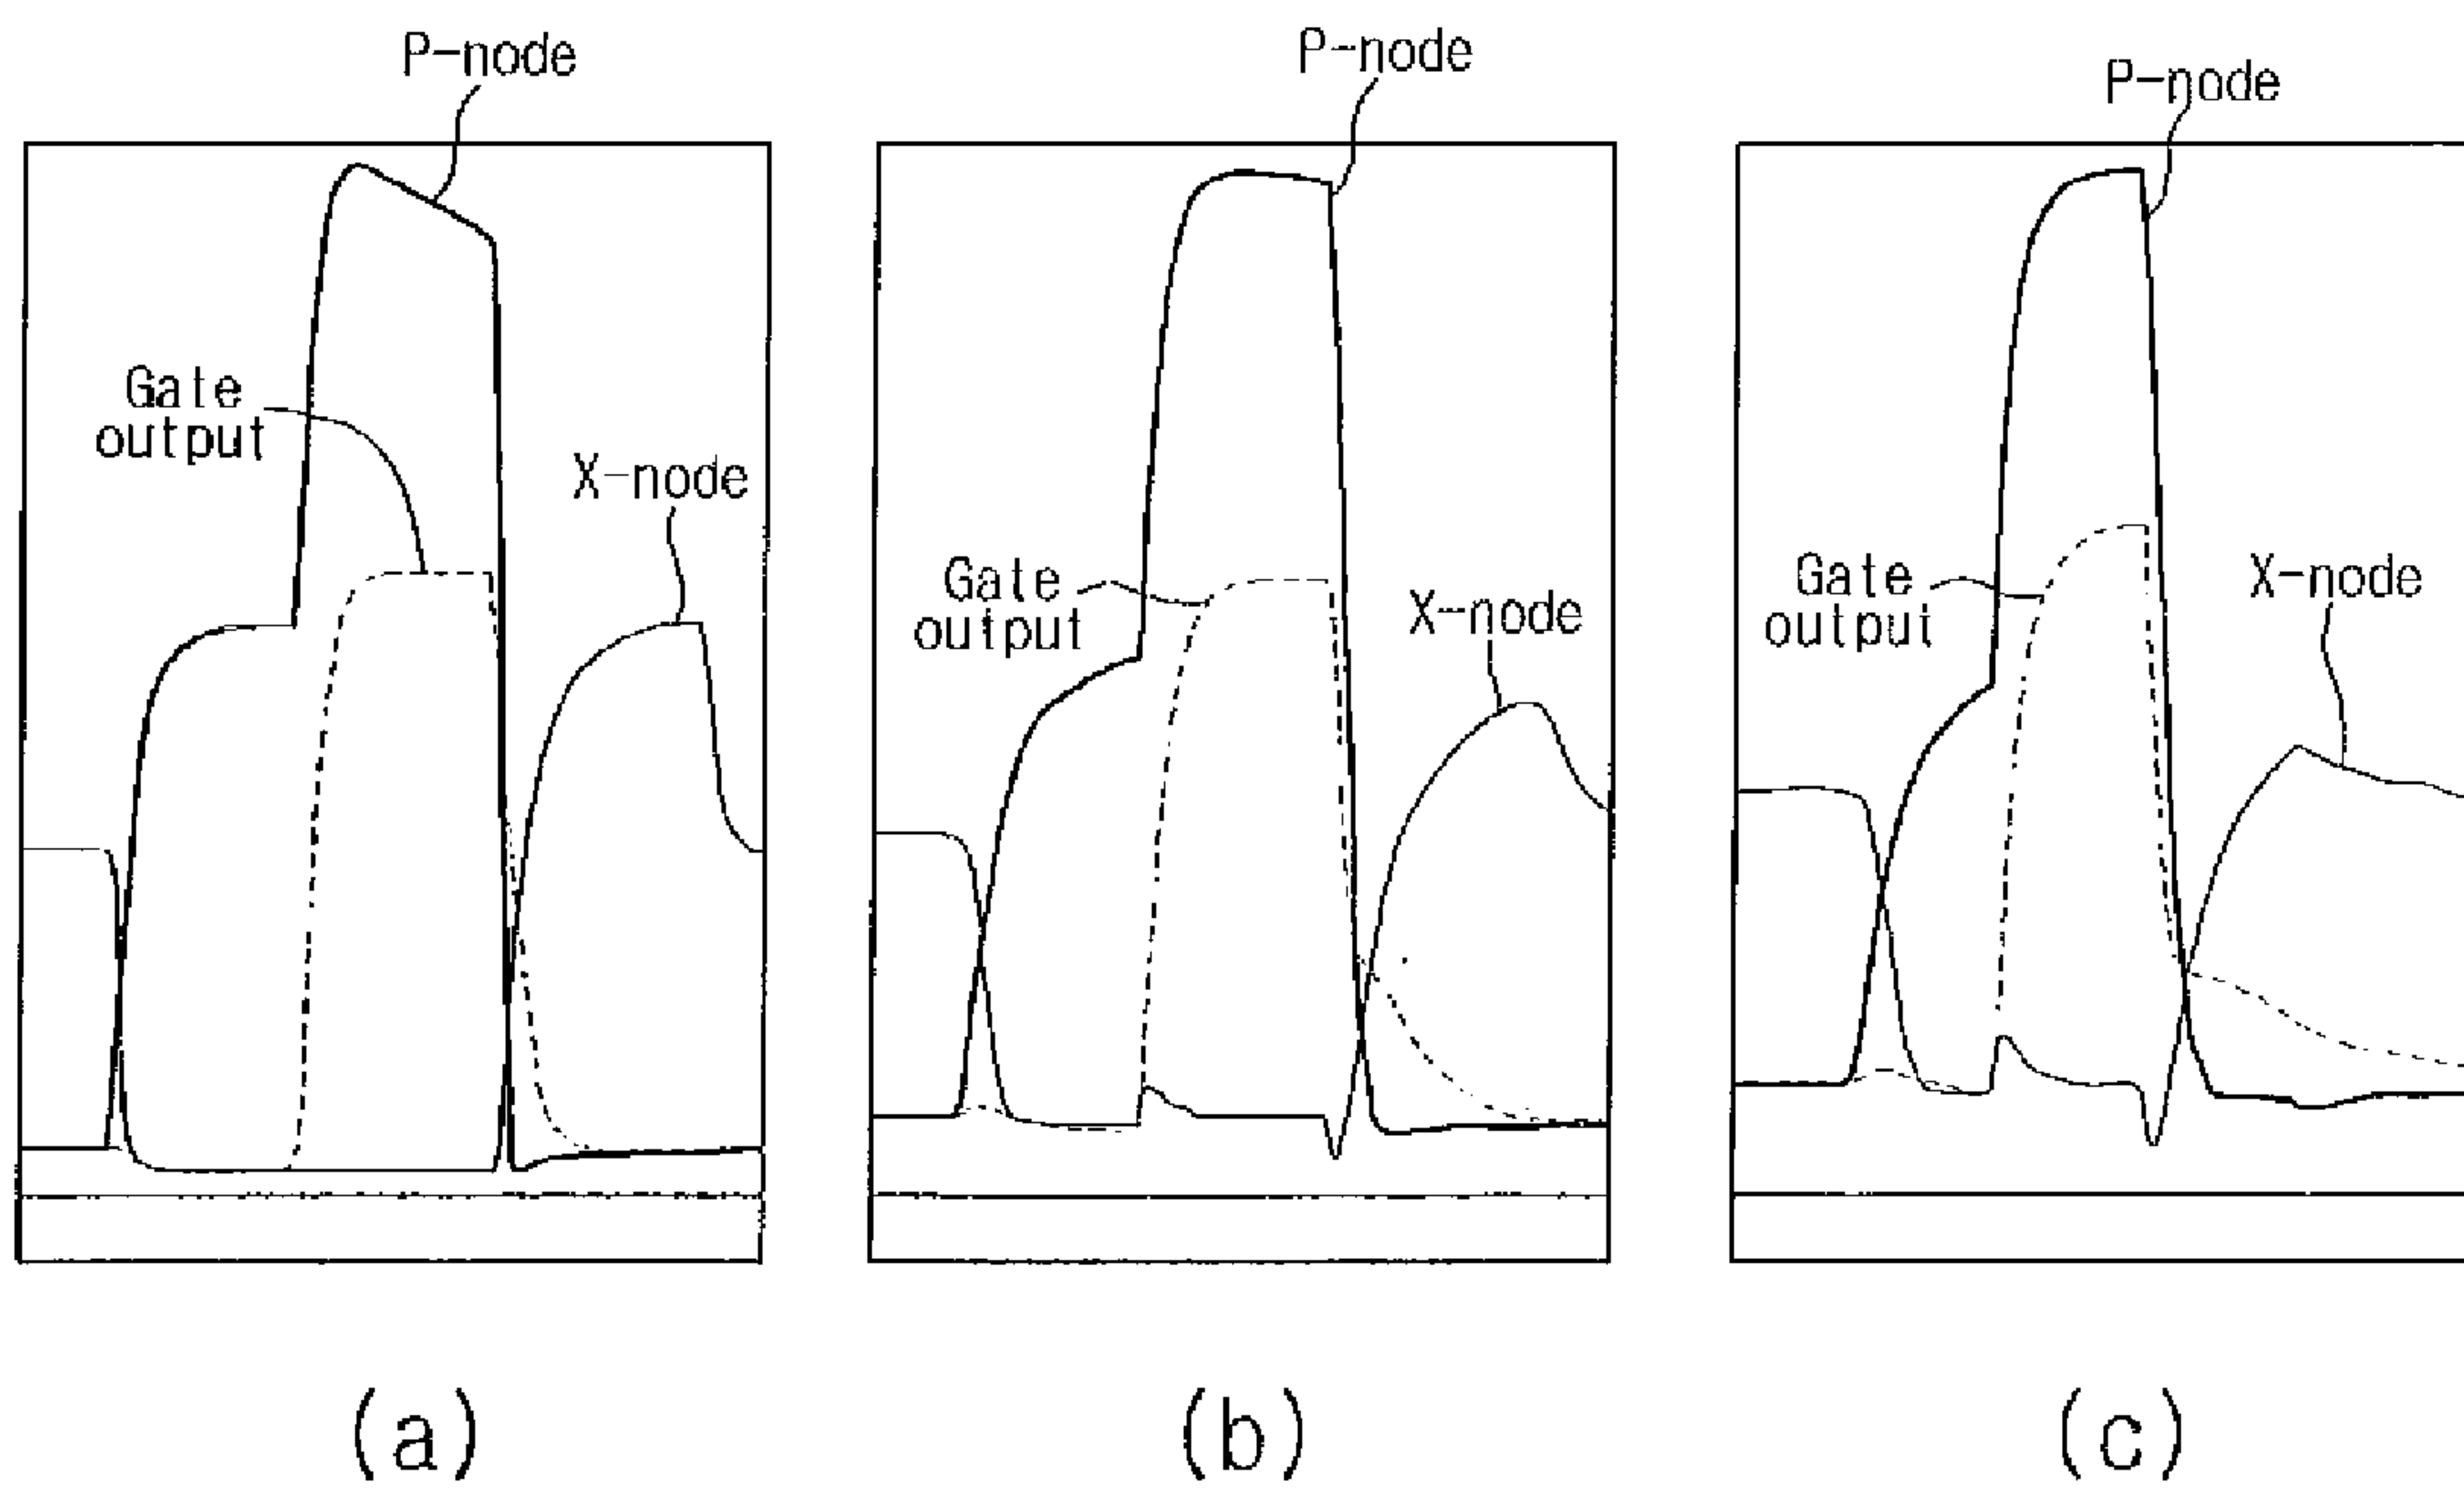 P-node
Gate
output
X-node
(a)
P-node
Gate
output
X-node
(b)
P-node
Gate
output
X-node
(c)